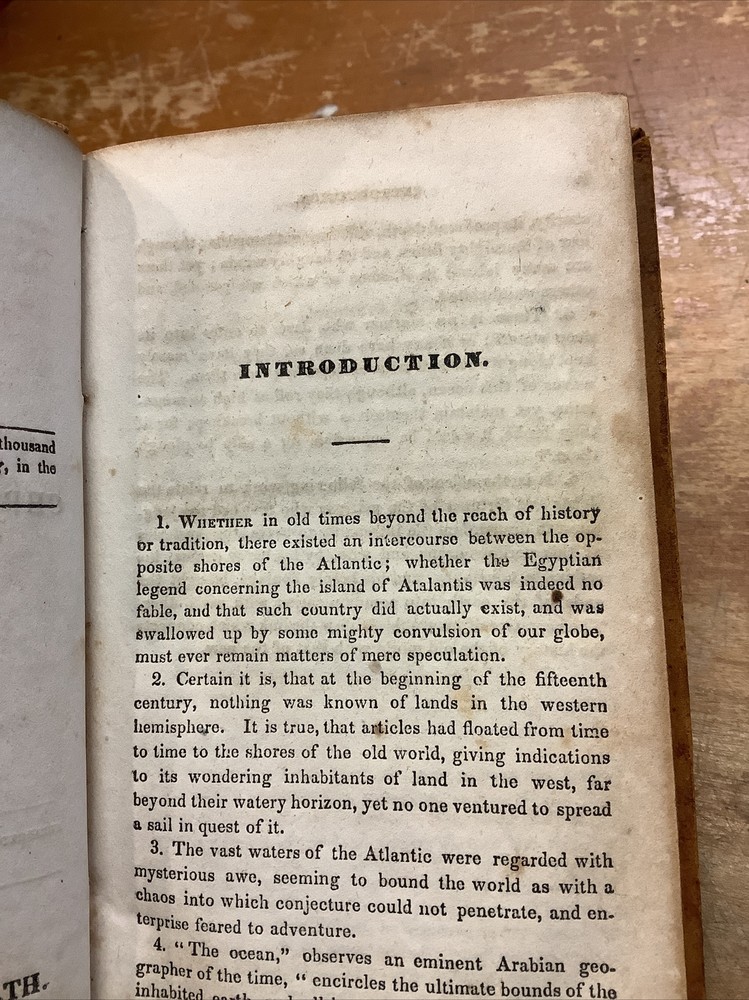 thousand
, in the
TH.
INTRODUCTION.
1. WHETHER in old times beyond the reach of history
or tradition, there existed an intercourse between the op-
posite shores of the Atlantic; whether the Egyptian
legend concerning the island of Atalantis was indeed no
fable, and that such country did actually exist, and was
swallowed up by some mighty convulsion of our globe,
must ever remain matters of mere speculation.
2. Certain it is, that at the beginning of the fifteenth
century, nothing was known of lands in the western
hemisphere. It is true, that articles had floated from time
to time to the shores of the old world, giving indications
to its wondering inhabitants of land in the west, far
beyond their watery horizon, yet no one ventured to spread
a sail in quest of it.
3. The vast waters of the Atlantic were regarded with
mysterious awe, seeming to bound the world as with a
chaos into which conjecture could not penetrate, and en-
terprise feared to adventure.
4. "The ocean," observes an eminent Arabian geo-
grapher of the time, "encircles the ultimate bounds of the
inhabited earth